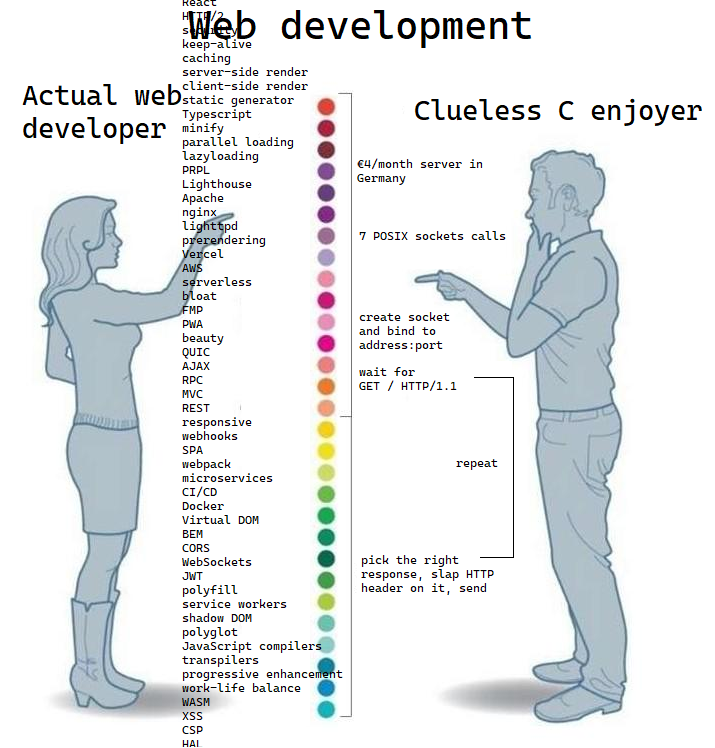 Web development
Actual web
developer
React
HTTP/2
security
keep-alive
caching
server-side render
client-side render
static generator
Typescript
minify
parallel loading
lazyloading
PRPL
Lighthouse
Apache
nginx
lighttpd
prerendering
Vercel
AWS
serverless
bloat
FMP
PWA
beauty
QUIC
AJAX
RPC
MVC
REST
responsive
webhooks
SPA
webpack
microservices
CI/CD
Docker
Virtual DOM
BEM
CORS
WebSockets
JWT
polyfill
service workers
shadow DOM
polyglot
JavaScript compilers
transpilers
progressive enhancement
work-life balance
WASM
XSS
CSP
HAL
Clueless C enjoyer
€4/month server in
Germany
7 POSIX sockets calls
create socket
and bind to
address:port
wait for
GET / HTTP/1.1
repeat
pick the right
response, slap HTTP
header on it, send